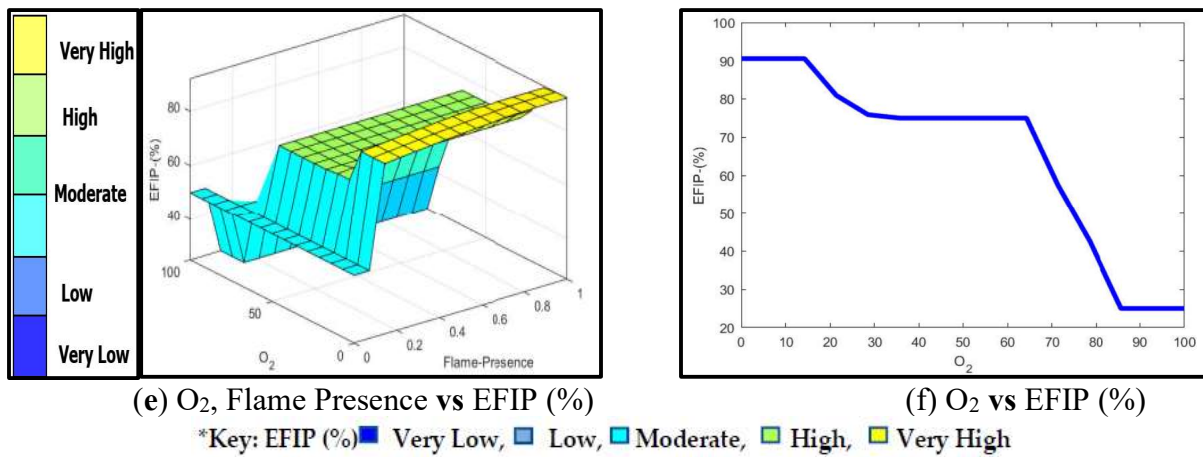 Very High
High
Moderate
Low
Very Low
EFIP-(%)
80
60
40
100
50
0
O₂
0
0.2
0.4
0.6
0.8
1
Flame-Presence
EFIP-(%)
100
90
80
70
60
50
40
30
20
0 10 20 30 40 50 60 70 80 90 100
O₂
(e) O₂, Flame Presence vs EFIP (%)
(f) O₂ vs EFIP (%)
*Key: EFIP (%) Very Low, Low, Moderate, High, Very High